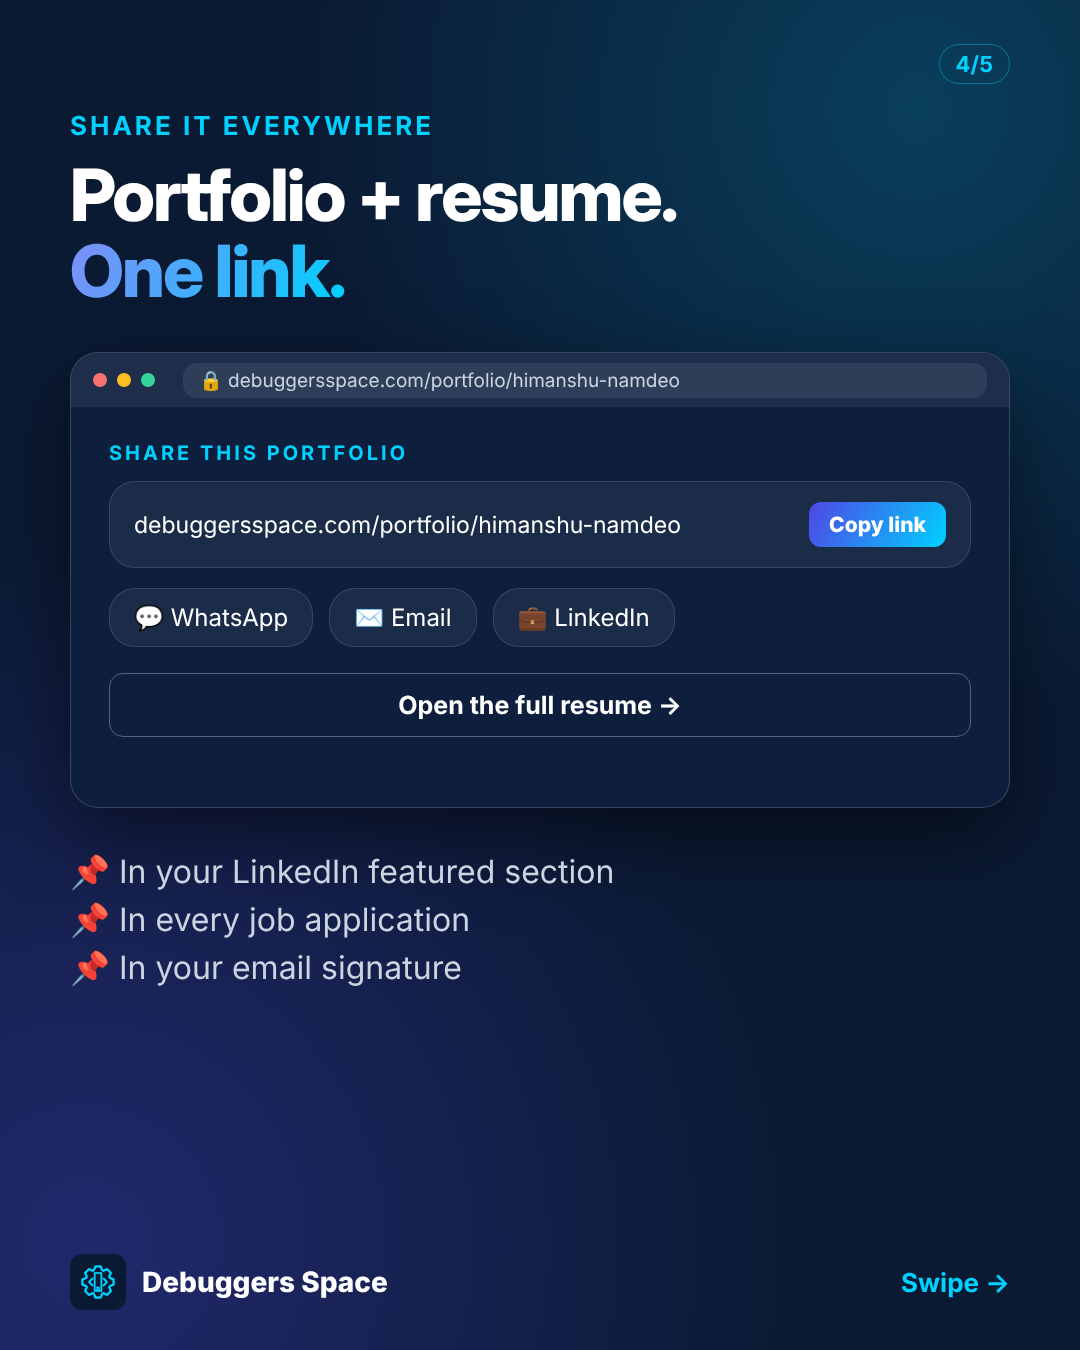 4/5
SHARE IT EVERYWHERE
Portfolio + resume.
One link.
🔒 debuggersspace.com/portfolio/himanshu-namdeo
SHARE THIS PORTFOLIO
debuggersspace.com/portfolio/himanshu-namdeo
Copy link
💬 WhatsApp
✉️ Email
💼 LinkedIn
Open the full resume →
📌 In your LinkedIn featured section
📌 In every job application
📌 In your email signature
Debuggers Space
Swipe →